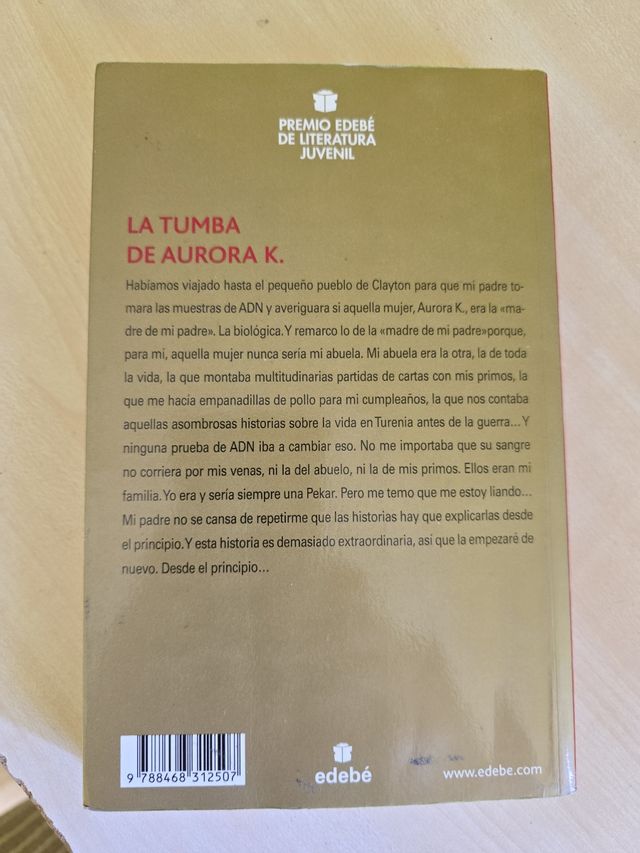 PREMIO EDEBÉ
DE LITERATURA
JUVENIL
LA TUMBA
DE AURORA K.
Habíamos viajado hasta el pequeño pueblo de Clayton para que mi padre to-
mara las muestras de ADN y averiguara si aquella mujer, Aurora K., era la «ma-
dre de mi padre». La biológica. Y remarco lo de la «madre de mi padre»porque,
para mí, aquella mujer nunca sería mi abuela. Mi abuela era la otra, la de toda
la vida, la que montaba multitudinarias partidas de cartas con mis primos, la
que me hacía empanadillas de pollo para mi cumpleaños, la que nos contaba
aquellas asombrosas historias sobre la vida en Turenia antes de la guerra... Y
ninguna prueba de ADN iba a cambiar eso. No me importaba que su sangre
no corriera por mis venas, ni la del abuelo, ni la de mis primos. Ellos eran mi
familia. Yo era y sería siempre una Pekar. Pero me temo que me estoy liando...
Mi padre no se cansa de repetirme que las historias hay que explicarlas desde
el principio. Y esta historia es demasiado extraordinaria, así que la empezaré de
nuevo. Desde el principio...
9 788468 312507
edebé
www.edebe.com